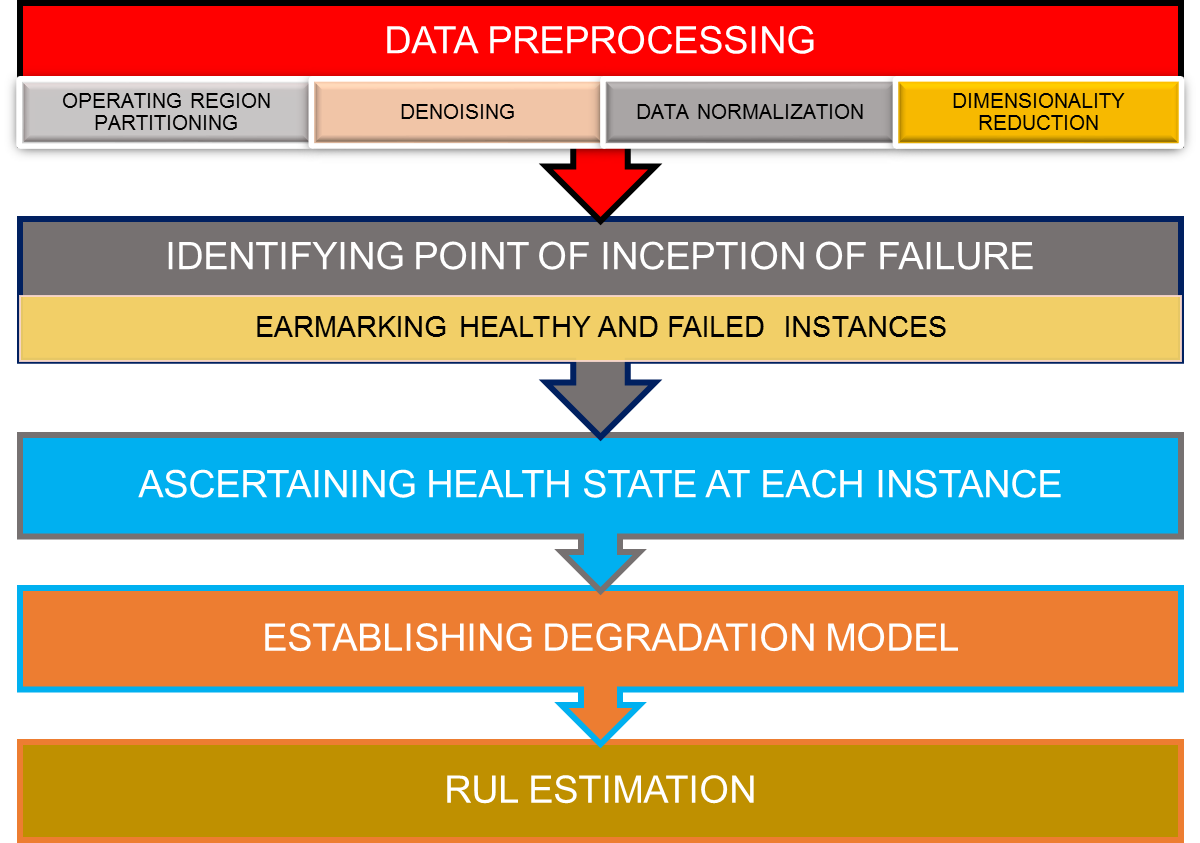 DATA PREPROCESSING
OPERATING REGION
PARTITIONING
DENOISING
DATA NORMALIZATION
DIMENSIONALITY
REDUCTION
IDENTIFYING POINT OF INCEPTION OF FAILURE
EARMARKING HEALTHY AND FAILED INSTANCES
ASCERTAINING HEALTH STATE AT EACH INSTANCE
ESTABLISHING DEGRADATION MODEL
RUL ESTIMATION